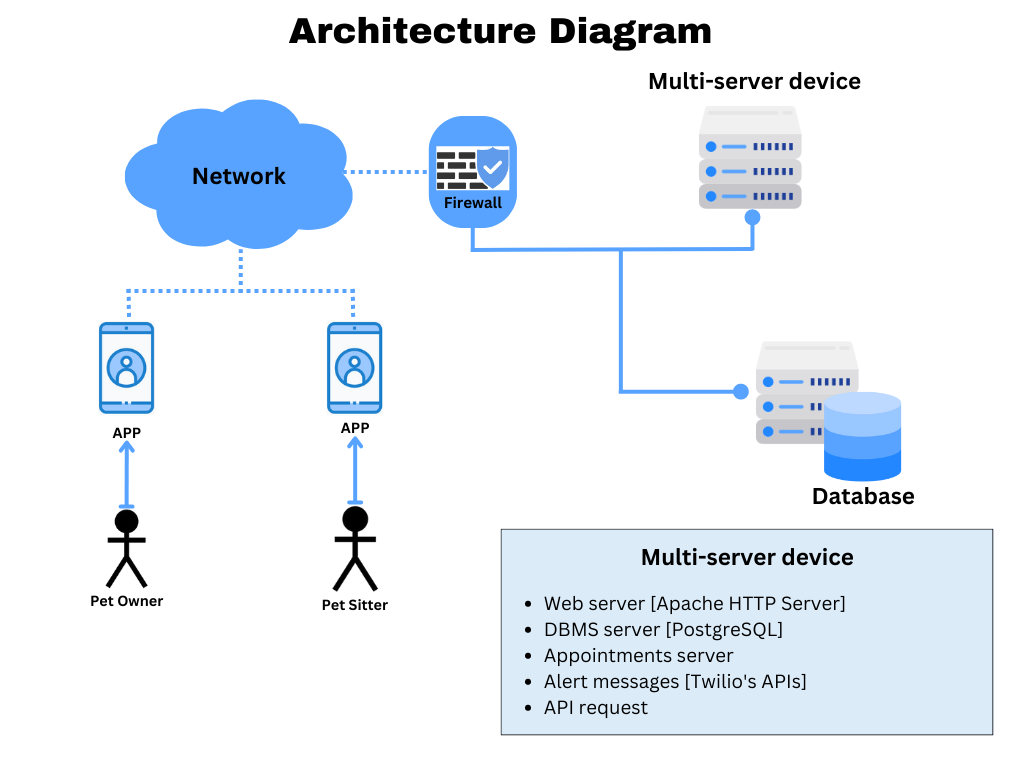 Architecture Diagram
Multi-server device
Network
Firewall
APP
APP
Database
Pet Owner
Pet Sitter
Multi-server device
• Web server [Apache HTTP Server]
• DBMS server [PostgreSQL]
• Appointments server
• Alert messages [Twilio's APIs]
• API request